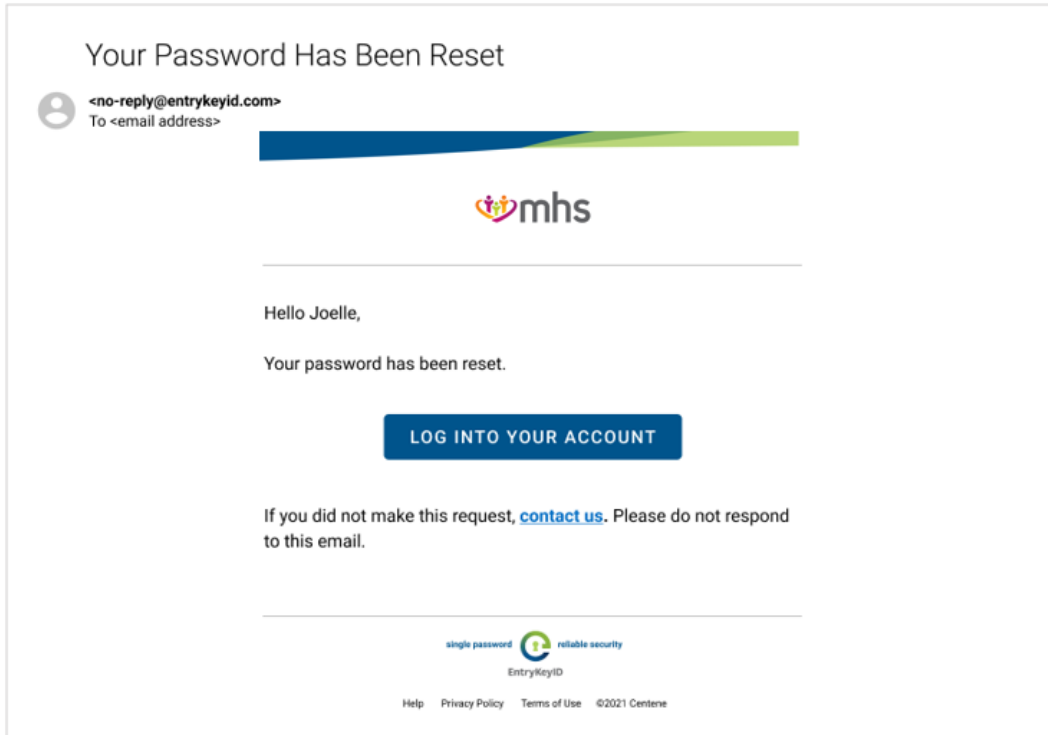 Your Password Has Been Reset
<no-reply@entrykeyid.com>
To <email address>
mhs
Hello Joelle,
Your password has been reset.
LOG INTO YOUR ACCOUNT
If you did not make this request, contact us. Please do not respond
to this email.
single password reliable security
EntryKeyID
Help Privacy Policy Terms of Use ©2021 Centene